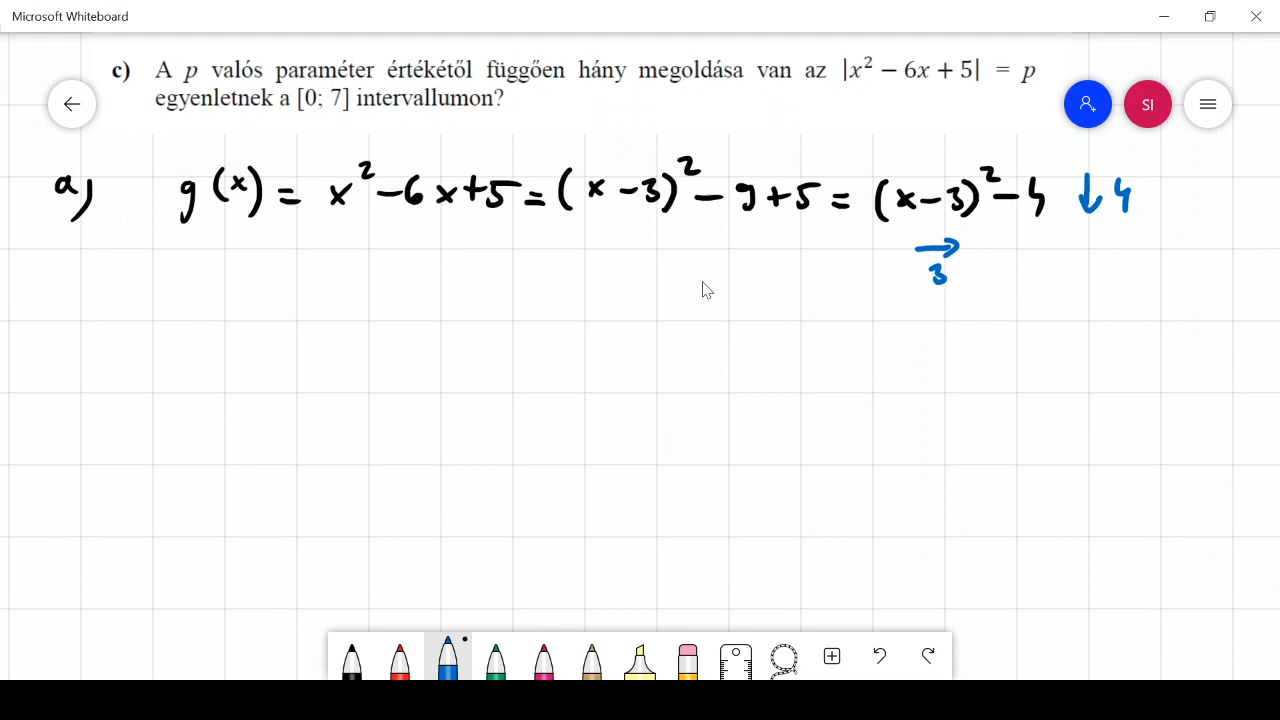 Microsoft Whiteboard
c) A p valós paraméter értékétől függően hány megoldása van az |x² − 6x + 5| = p
egyenletnek a [0; 7] intervallumon?
SI
a) g(x) = x² − 6x + 5 = (x − 3)² − 9 + 5 = (x − 3)² − 4 ↓ 4
→
3